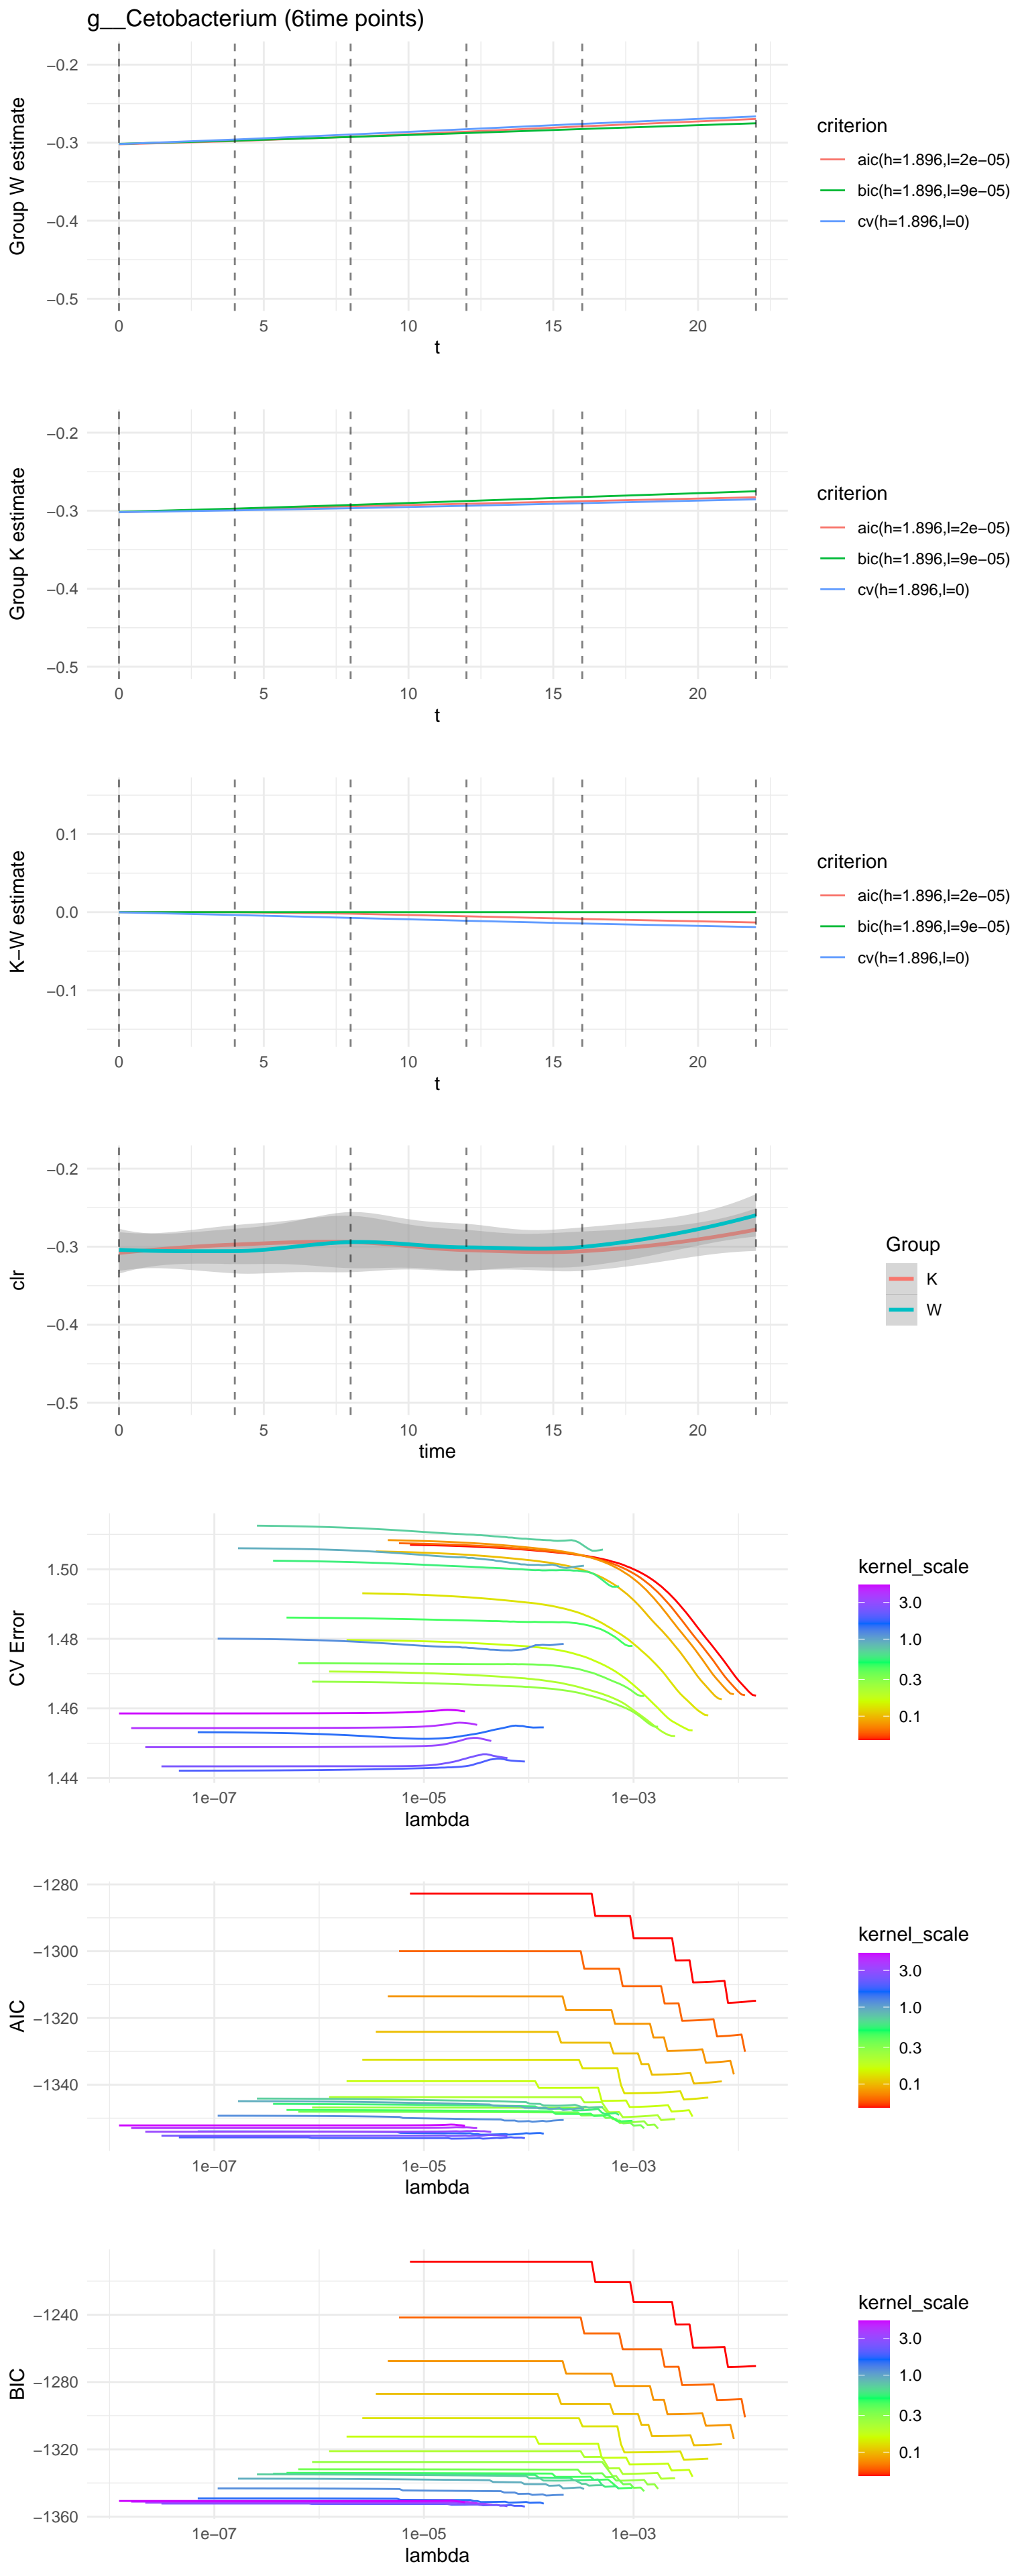 g__Cetobacterium (6time points)
−0.2
−0.3
−0.4
−0.5
Group W estimate
0 5 10 15 20
t
criterion
aic(h=1.896,l=2e−05)
bic(h=1.896,l=9e−05)
cv(h=1.896,l=0)
−0.2
−0.3
−0.4
−0.5
Group K estimate
0 5 10 15 20
t
criterion
aic(h=1.896,l=2e−05)
bic(h=1.896,l=9e−05)
cv(h=1.896,l=0)
0.1
0.0
−0.1
K−W estimate
0 5 10 15 20
t
criterion
aic(h=1.896,l=2e−05)
bic(h=1.896,l=9e−05)
cv(h=1.896,l=0)
−0.2
−0.3
−0.4
−0.5
clr
0 5 10 15 20
time
Group
K
W
1.50
1.48
1.46
1.44
CV Error
1e−07 1e−05 1e−03
lambda
kernel_scale
3.0
1.0
0.3
0.1
−1280
−1300
−1320
−1340
AIC
1e−07 1e−05 1e−03
lambda
kernel_scale
3.0
1.0
0.3
0.1
−1240
−1280
−1320
−1360
BIC
1e−07 1e−05 1e−03
lambda
kernel_scale
3.0
1.0
0.3
0.1